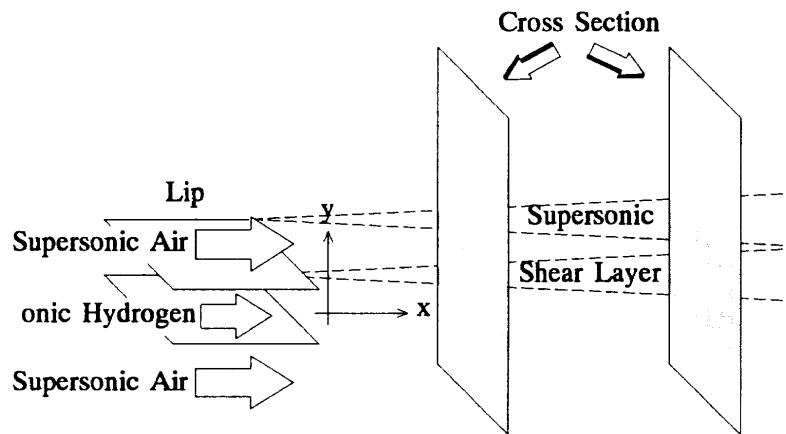 Cross Section
Lip
y
Supersonic
Supersonic Air
Shear Layer
onic Hydrogen
x
Supersonic Air